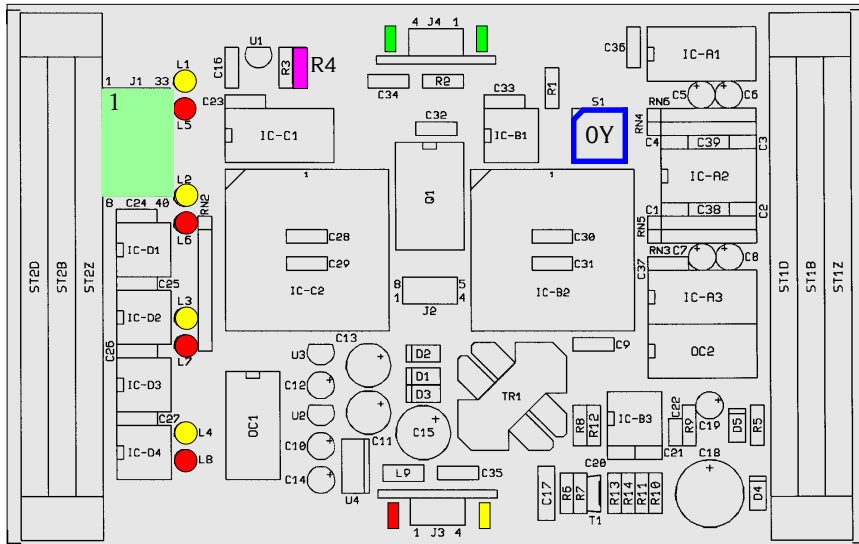 4 J4 1
U1
L1
C16
R3
R4
C36
IC-A1
1 J1 33
1
C34
R2
R1
C5 C6
L5
C23
C33
S1
RN6
IC-C1
C32
IC-B1
0Y
RN4
C4 C39 C3
Q1
IC-A2
L2
8 C24 40
RN2
1
1
C1 C38 C2
L6
RN5
IC-D1
C28
C30
C7 C8
RN3
C37
C29
C31
C25
IC-C2
8 5
1 4
J2
IC-B2
IC-A3
ST2D ST2B ST2Z
ST1D ST1B ST1Z
L3
IC-D2
C13
C9
OC2
C26
L7
U3
D2
IC-D3
C12
D1
D3
TR1
U2
C27
OC1
IC-B3
C22
R9
C19
D5
R5
R8 R12
L4
C10
C11
C15
IC-D4
C21
L8
C14
U4
L9
C35
C20
C18
C17
R6 R7
T1
R13 R14 R11 R10
D4
1 J3 4